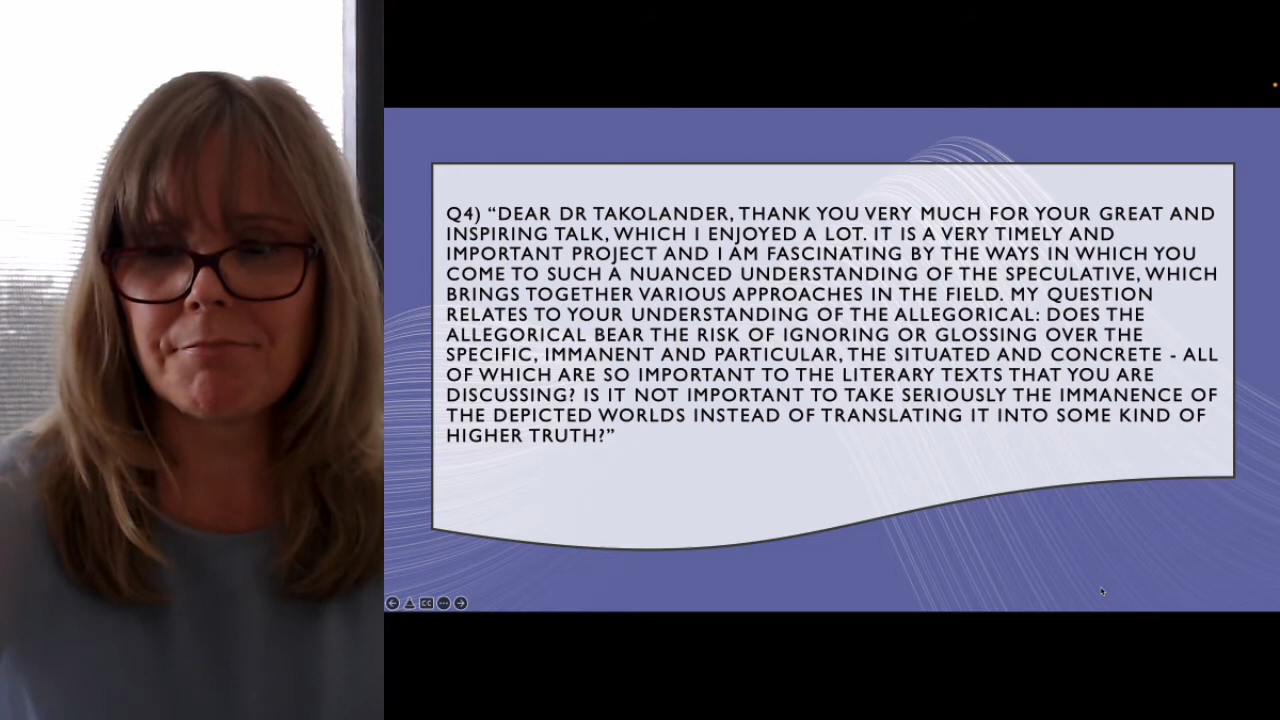 Q4) “DEAR DR TAKOLANDER, THANK YOU VERY MUCH FOR YOUR GREAT AND
INSPIRING TALK, WHICH I ENJOYED A LOT. IT IS A VERY TIMELY AND
IMPORTANT PROJECT AND I AM FASCINATING BY THE WAYS IN WHICH YOU
COME TO SUCH A NUANCED UNDERSTANDING OF THE SPECULATIVE, WHICH
BRINGS TOGETHER VARIOUS APPROACHES IN THE FIELD. MY QUESTION
RELATES TO YOUR UNDERSTANDING OF THE ALLEGORICAL: DOES THE
ALLEGORICAL BEAR THE RISK OF IGNORING OR GLOSSING OVER THE
SPECIFIC, IMMANENT AND PARTICULAR, THE SITUATED AND CONCRETE - ALL
OF WHICH ARE SO IMPORTANT TO THE LITERARY TEXTS THAT YOU ARE
DISCUSSING? IS IT NOT IMPORTANT TO TAKE SERIOUSLY THE IMMANENCE OF
THE DEPICTED WORLDS INSTEAD OF TRANSLATING IT INTO SOME KIND OF
HIGHER TRUTH?”
CC